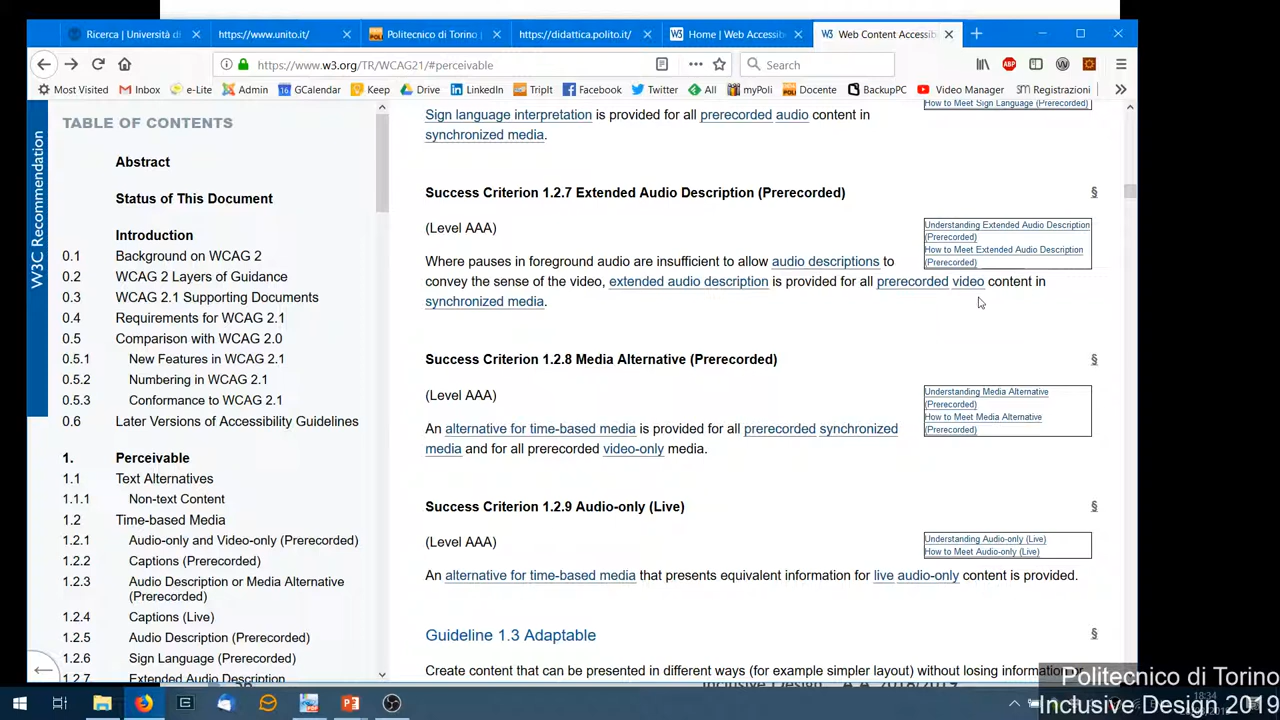 Ricerca | Università di
https://www.unito.it/
Politecnico di Torino
https://didattica.polito.it/
Home | Web Accessib
Web Content Accessib
https://www.w3.org/TR/WCAG21/#perceivable
Search
Most Visited
Inbox
e-Lite
Admin
GCalendar
Keep
Drive
LinkedIn
TripIt
Facebook
Twitter
All
myPoli
Docente
BackupPC
Video Manager
Registrazioni
W3C Recommendation
TABLE OF CONTENTS
Abstract
Status of This Document
Introduction
0.1 Background on WCAG 2
0.2 WCAG 2 Layers of Guidance
0.3 WCAG 2.1 Supporting Documents
0.4 Requirements for WCAG 2.1
0.5 Comparison with WCAG 2.0
0.5.1 New Features in WCAG 2.1
0.5.2 Numbering in WCAG 2.1
0.5.3 Conformance to WCAG 2.1
0.6 Later Versions of Accessibility Guidelines
1. Perceivable
1.1 Text Alternatives
1.1.1 Non-text Content
1.2 Time-based Media
1.2.1 Audio-only and Video-only (Prerecorded)
1.2.2 Captions (Prerecorded)
1.2.3 Audio Description or Media Alternative
(Prerecorded)
1.2.4 Captions (Live)
1.2.5 Audio Description (Prerecorded)
1.2.6 Sign Language (Prerecorded)
1.2.7 Extended Audio Description
How to Meet Sign Language (Prerecorded)
Sign language interpretation is provided for all prerecorded audio content in
synchronized media.
Success Criterion 1.2.7 Extended Audio Description (Prerecorded)
§
(Level AAA)
Understanding Extended Audio Description
(Prerecorded)
How to Meet Extended Audio Description
(Prerecorded)
Where pauses in foreground audio are insufficient to allow audio descriptions to
convey the sense of the video, extended audio description is provided for all prerecorded video content in
synchronized media.
Success Criterion 1.2.8 Media Alternative (Prerecorded)
§
(Level AAA)
Understanding Media Alternative
(Prerecorded)
How to Meet Media Alternative
(Prerecorded)
An alternative for time-based media is provided for all prerecorded synchronized
media and for all prerecorded video-only media.
Success Criterion 1.2.9 Audio-only (Live)
§
(Level AAA)
Understanding Audio-only (Live)
How to Meet Audio-only (Live)
An alternative for time-based media that presents equivalent information for live audio-only content is provided.
Guideline 1.3 Adaptable
§
Create content that can be presented in different ways (for example simpler layout) without losing information or
Inclusive Design A.A. 2018/2019
Politecnico di Torino
18:34
Inclusive Design 2019